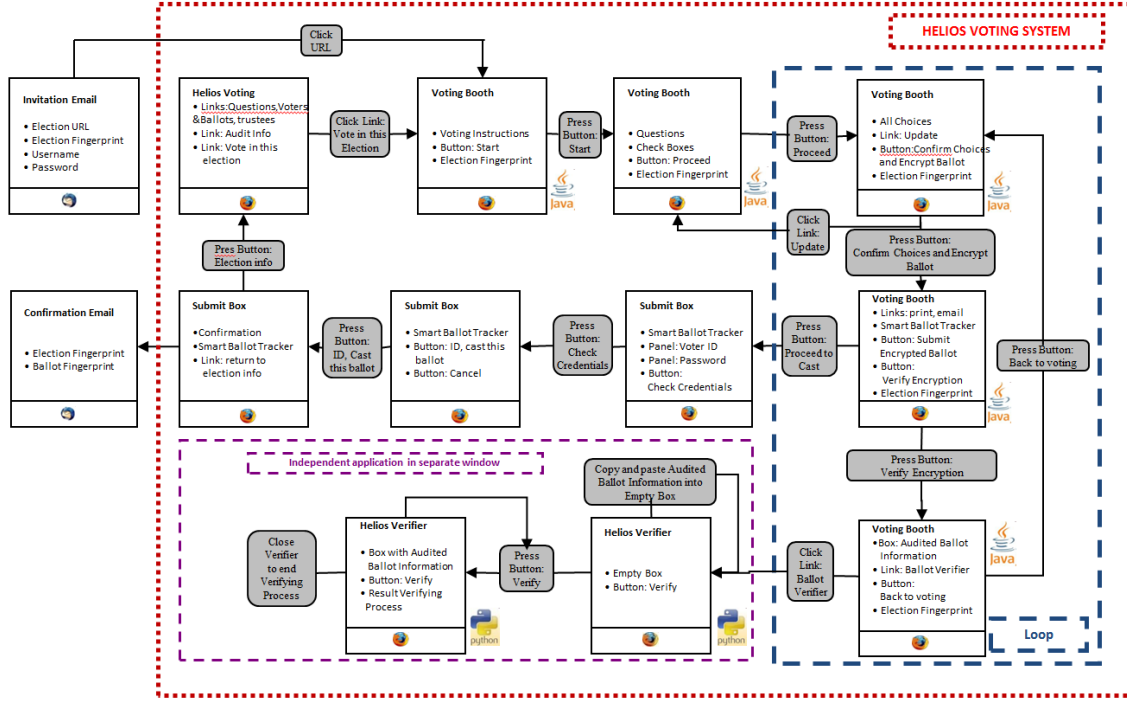 HELIOS VOTING SYSTEM
Click
URL
Invitation Email
• Election URL
• Election Fingerprint
• Username
• Password
Helios Voting
• Links:Questions,Voters
&Ballots, trustees
• Link: Audit Info
• Link: Vote in this
election
Click Link:
Vote in this
Election
Voting Booth
• Voting Instructions
• Button: Start
• Election Fingerprint
Java
Press
Button:
Start
Voting Booth
• Questions
• Check Boxes
• Button: Proceed
• Election Fingerprint
Java
Press
Button:
Proceed
Voting Booth
• All Choices
• Link: Update
• Button:Confirm Choices
and Encrypt Ballot
• Election Fingerprint
Java
Click
Link:
Update
Press Button:
Confirm Choices and Encrypt
Ballot
Pres Button:
Election info
Confirmation Email
• Election Fingerprint
• Ballot Fingerprint
Submit Box
•Confirmation
•Smart Ballot Tracker
• Link: return to
election info
Press
Button:
ID, Cast
this ballot
Submit Box
• Smart Ballot Tracker
• Button: ID, cast this
ballot
• Button: Cancel
Press
Button:
Check
Credentials
Submit Box
• Smart Ballot Tracker
• Panel: Voter ID
• Panel: Password
• Button:
Check Credentials
Press
Button:
Proceed to
Cast
Voting Booth
• Links: print, email
• Smart Ballot Tracker
• Button: Submit
Encrypted Ballot
• Button:
Verify Encryption
• Election Fingerprint
Java
Press Button:
Back to voting
Press Button:
Verify Encryption
Independent application in separate window
Copy and paste Audited
Ballot Information into
Empty Box
Close
Verifier
to end
Verifying
Process
Helios Verifier
• Box with Audited
Ballot Information
• Button: Verify
• Result Verifying
Process
python
Press
Button:
Verify
Helios Verifier
• Empty Box
• Button: Verify
python
Click
Link:
Ballot
Verifier
Voting Booth
•Box: Audited Ballot
Information
• Link: Ballot Verifier
• Button:
Back to voting
• Election Fingerprint
Java
Loop